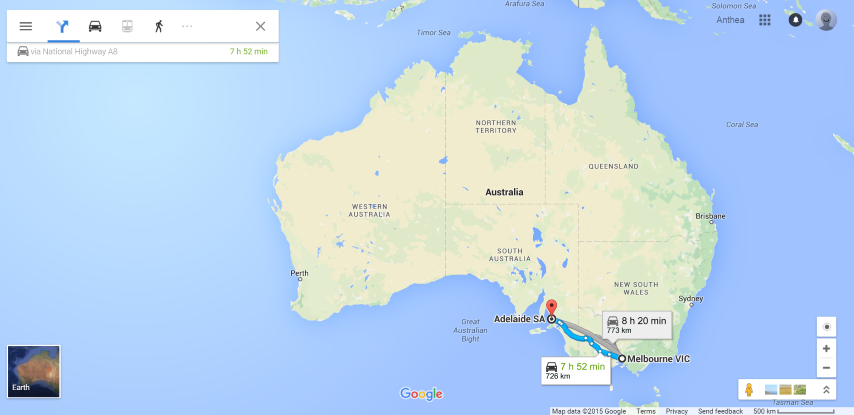 Arafura Sea
Solomon Sea
Anthea
via National Highway A8
7 h 52 min
Timor Sea
Coral Sea
NORTHERN
TERRITORY
QUEENSLAND
Australia
WESTERN
AUSTRALIA
Brisbane
SOUTH
AUSTRALIA
Perth
NEW SOUTH
WALES
Sydney
Adelaide SA
Great
Australian
Bight
8 h 20 min
773 km
Melbourne VIC
7 h 52 min
726 km
Earth
Google
Tasman Sea
Map data ©2015 Google
Terms
Privacy
Send feedback
500 km